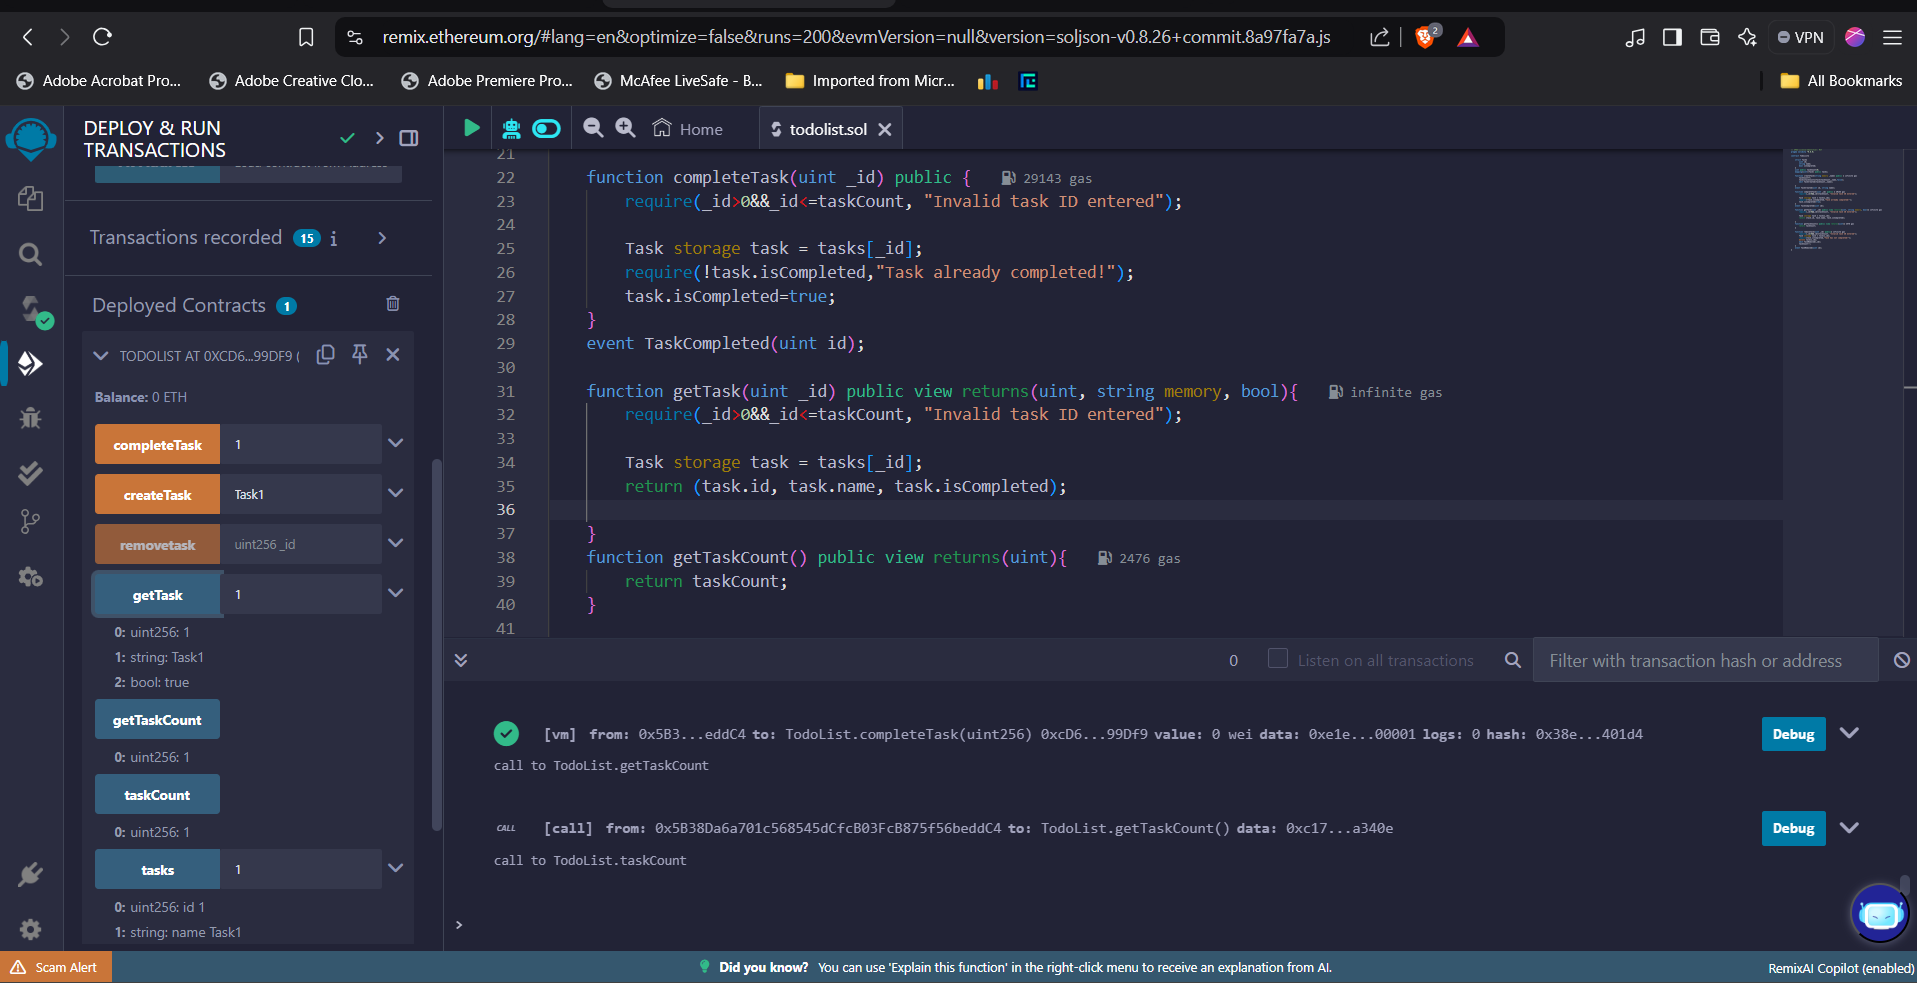 remix.ethereum.org/#lang=en&optimize=false&runs=200&evmVersion=null&version=soljson-v0.8.26+commit.8a97fa7a.js
2
VPN
Adobe Acrobat Pro...
Adobe Creative Clo...
Adobe Premiere Pro...
McAfee LiveSafe - B...
Imported from Micr...
All Bookmarks
DEPLOY & RUN
TRANSACTIONS
Transactions recorded 15 i
Deployed Contracts 1
TODOLIST AT 0XCD6...99DF9 (
Balance: 0 ETH
completeTask 1
createTask Task1
removetask uint256 _id
getTask 1
0: uint256: 1
1: string: Task1
2: bool: true
getTaskCount
0: uint256: 1
taskCount
0: uint256: 1
tasks 1
0: uint256: id 1
1: string: name Task1
Home
todolist.sol
21
22 function completeTask(uint _id) public { 29143 gas
23 require(_id>0&&_id<=taskCount, "Invalid task ID entered");
24
25 Task storage task = tasks[_id];
26 require(!task.isCompleted,"Task already completed!");
27 task.isCompleted=true;
28 }
29 event TaskCompleted(uint id);
30
31 function getTask(uint _id) public view returns(uint, string memory, bool){ infinite gas
32 require(_id>0&&_id<=taskCount, "Invalid task ID entered");
33
34 Task storage task = tasks[_id];
35 return (task.id, task.name, task.isCompleted);
36
37 }
38 function getTaskCount() public view returns(uint){ 2476 gas
39 return taskCount;
40 }
41
0 Listen on all transactions Filter with transaction hash or address
[vm] from: 0x5B3...eddC4 to: TodoList.completeTask(uint256) 0xcD6...99Df9 value: 0 wei data: 0xe1e...00001 logs: 0 hash: 0x38e...401d4 Debug
call to TodoList.getTaskCount
CALL [call] from: 0x5B38Da6a701c568545dCfcB03FcB875f56beddC4 to: TodoList.getTaskCount() data: 0xc17...a340e Debug
call to TodoList.taskCount
>
Scam Alert
Did you know? You can use 'Explain this function' in the right-click menu to receive an explanation from AI.
RemixAI Copilot (enabled)